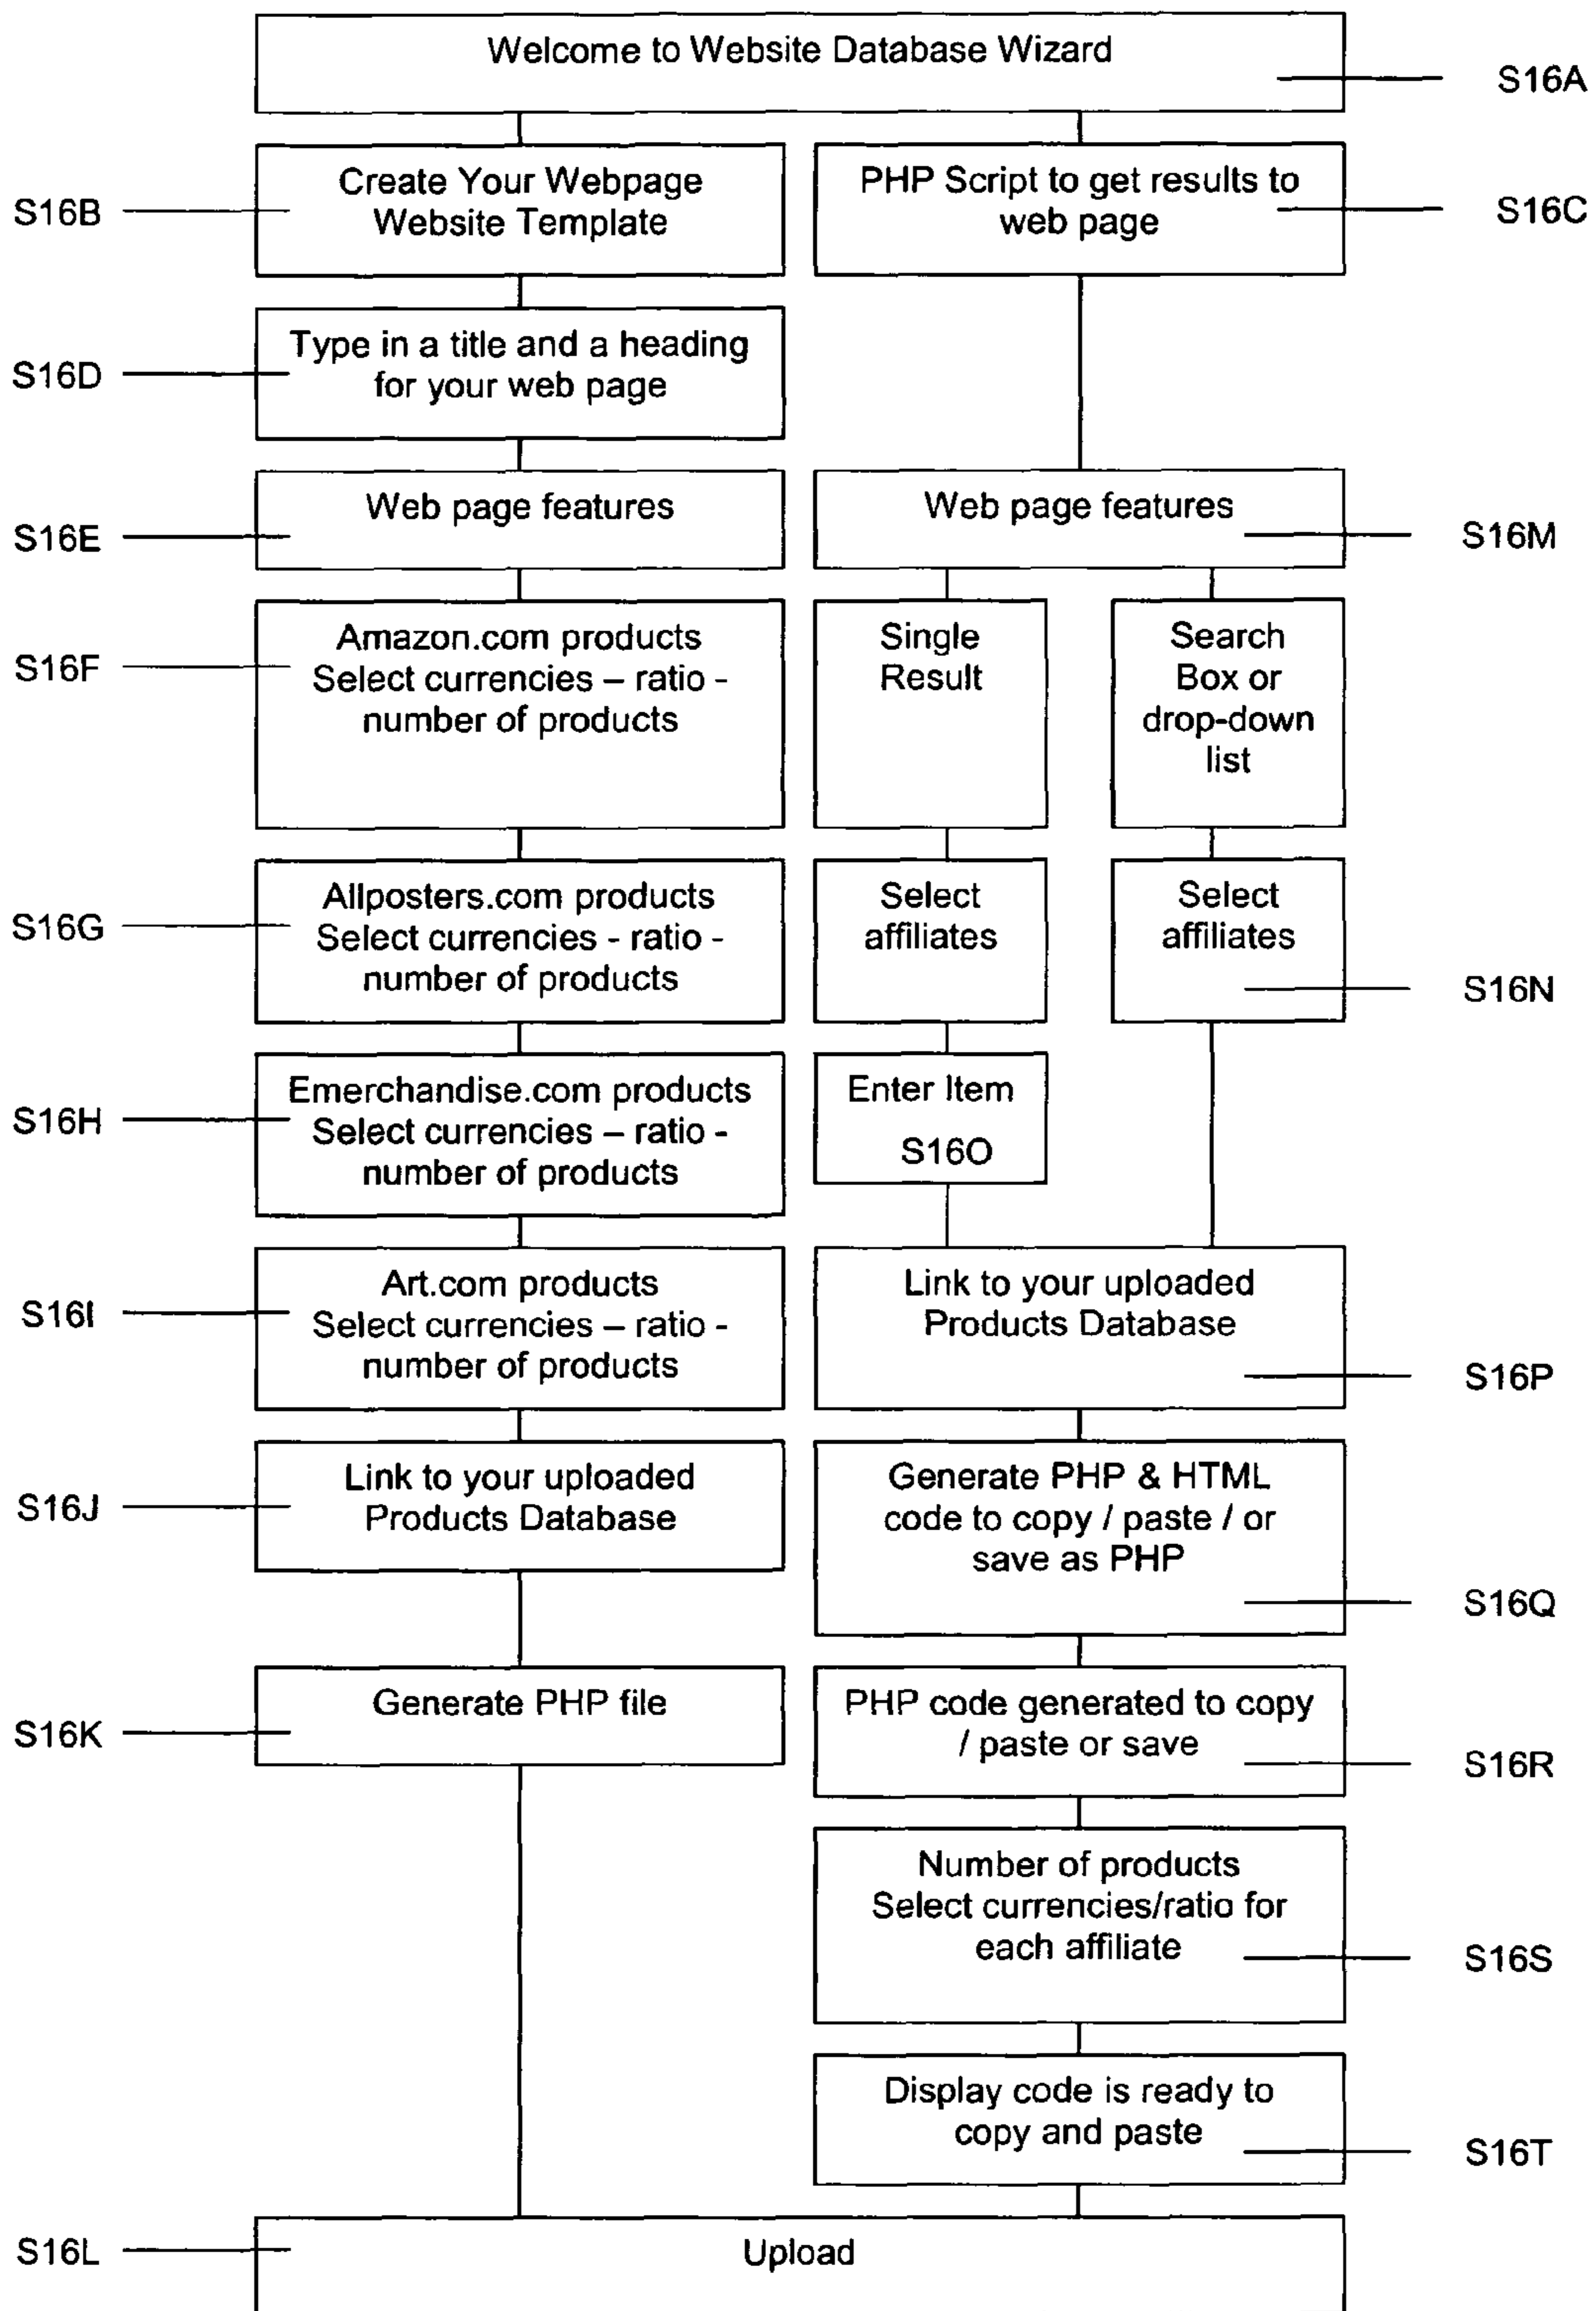 Welcome to Website Database Wizard
S16A
Create Your Webpage
Website Template
S16B
PHP Script to get results to
web page
S16C
Type in a title and a heading
for your web page
S16D
Web page features
S16E
Web page features
S16M
Amazon.com products
Select currencies – ratio -
number of products
S16F
Single
Result
Search
Box or
drop-down
list
Allposters.com products
Select currencies - ratio -
number of products
S16G
Select
affiliates
Select
affiliates
S16N
Emerchandise.com products
Select currencies – ratio -
number of products
S16H
Enter Item
S16O
Art.com products
Select currencies – ratio -
number of products
S16I
Link to your uploaded
Products Database
S16P
Link to your uploaded
Products Database
S16J
Generate PHP & HTML
code to copy / paste / or
save as PHP
S16Q
Generate PHP file
S16K
PHP code generated to copy
/ paste or save
S16R
Number of products
Select currencies/ratio for
each affiliate
S16S
Display code is ready to
copy and paste
S16T
Upload
S16L